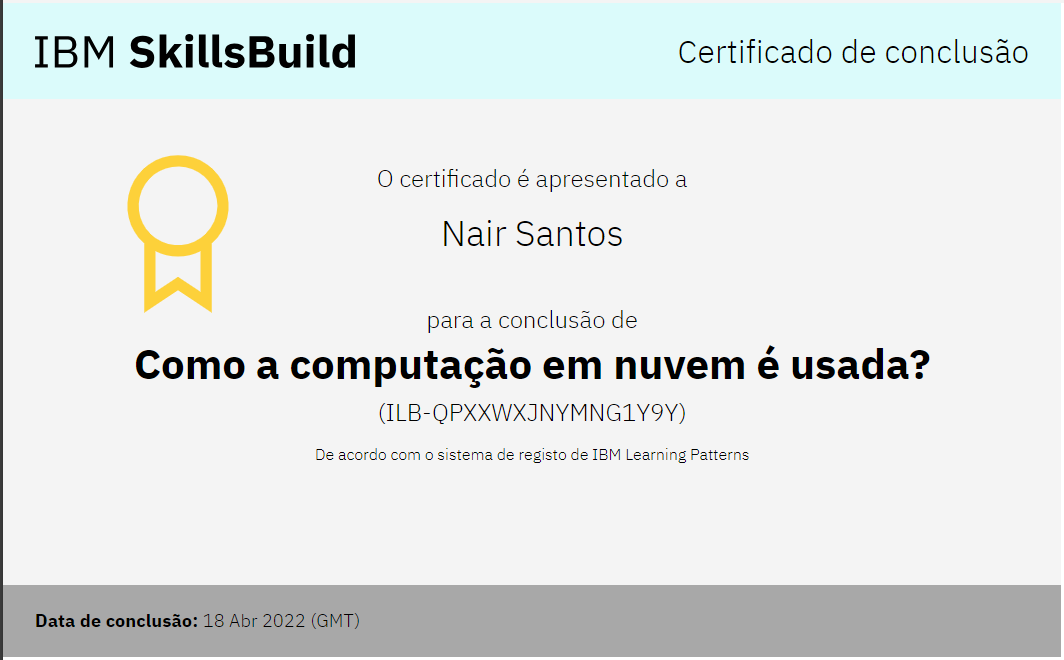 IBM SkillsBuild
Certificado de conclusão
O certificado é apresentado a
Nair Santos
para a conclusão de
Como a computação em nuvem é usada?
(ILB-QPXXWXJNYMNG1Y9Y)
De acordo com o sistema de registo de IBM Learning Patterns
Data de conclusão: 18 Abr 2022 (GMT)